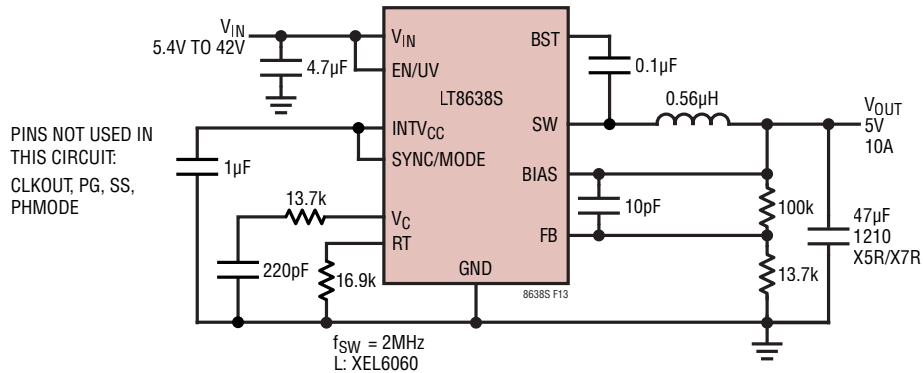 VIN
5.4V TO 42V
4.7µF
VIN
EN/UV
LT8638S
BST
0.1µF
SW
0.56µH
VOUT
5V
10A
PINS NOT USED IN
THIS CIRCUIT:
CLKOUT, PG, SS,
PHMODE
1µF
INTVCC
SYNC/MODE
BIAS
10pF
100k
FB
47µF
1210
X5R/X7R
13.7k
VC
RT
220pF
16.9k
GND
13.7k
8638S F13
fSW = 2MHz
L: XEL6060